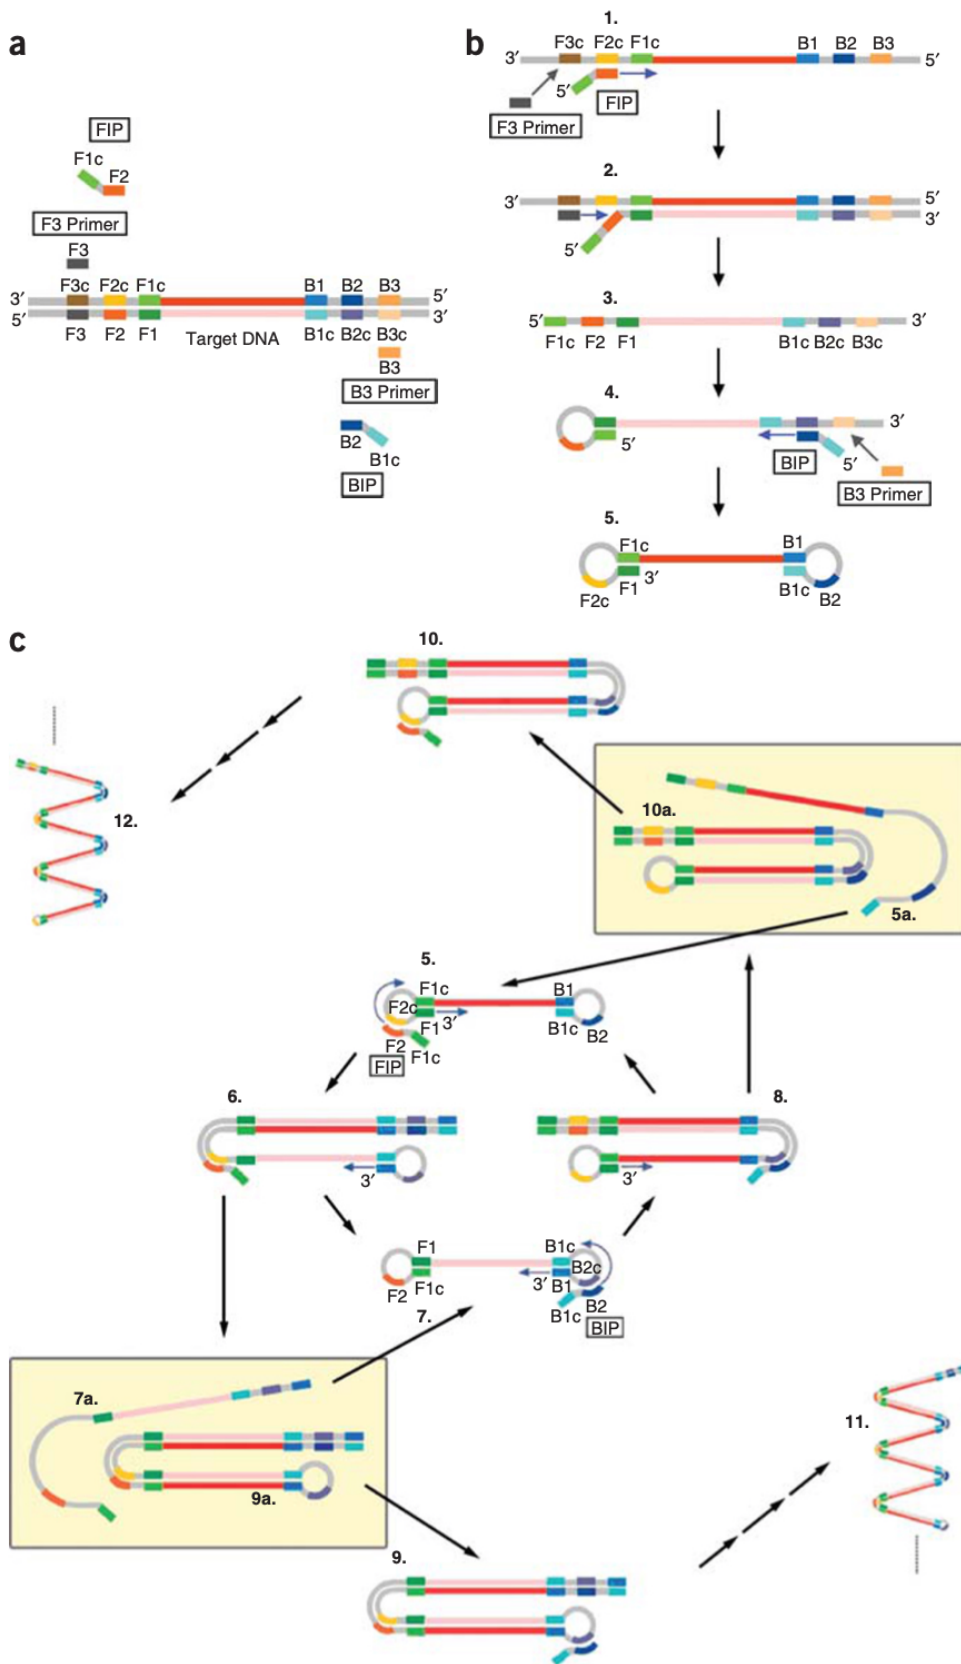 a
FIP
F1c
F2
F3 Primer
F3
3′ F3c F2c F1c B1 B2 B3 5′
5′ F3 F2 F1 Target DNA B1c B2c B3c 3′
B3
B3 Primer
B2
B1c
BIP
b
1.
3′ F3c F2c F1c B1 B2 B3 5′
5′
FIP
F3 Primer
2.
3′ 5′
3′
5′
3.
5′ 3′
F1c F2 F1 B1c B2c B3c
4.
3′
5′
BIP 5′
B3 Primer
5.
F1c B1
F2c F1 3′ B1c B2
c
10.
12.
10a.
5a.
5.
F1c B1
F2c
F1 3′ B1c B2
F2 F1c
FIP
6.
3′
8.
3′
F1 B1c
B2c
F2 F1c 3′ B1
B1c B2
7.
BIP
7a.
9a.
11.
9.